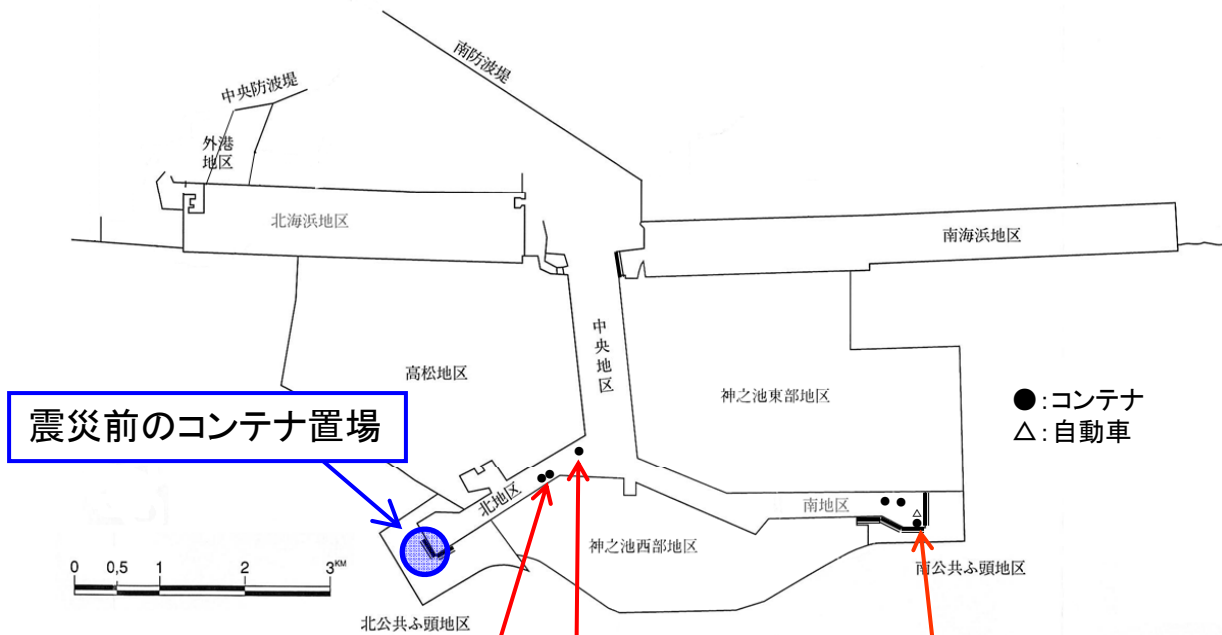 南防波堤
中央防波堤
外港
地区
北海浜地区
南海浜地区
中央地区
高松地区
神之池東部地区
●:コンテナ
△:自動車
震災前のコンテナ置場
北地区
南地区
神之池西部地区
南公共ふ頭地区
0 0,5 1 2 3KM
北公共ふ頭地区